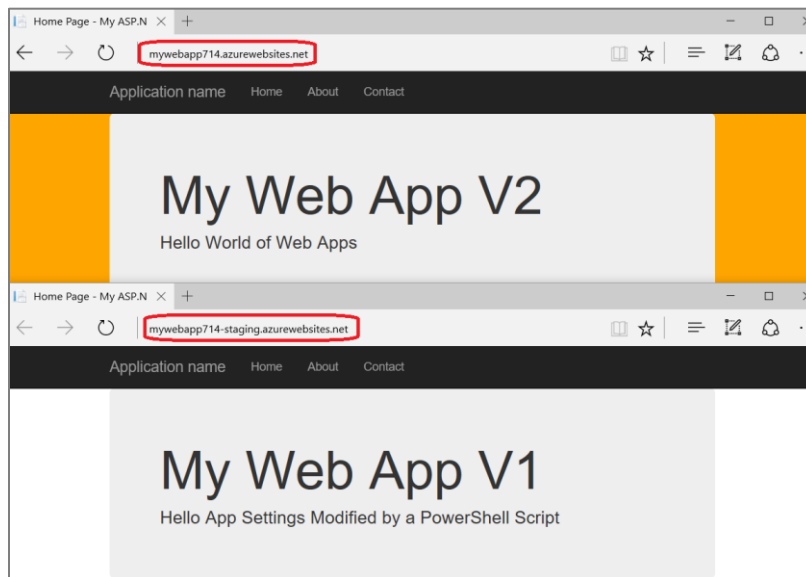 Home Page - My ASP.N
mywebapp714.azurewebsites.net
Application name Home About Contact
My Web App V2
Hello World of Web Apps
Home Page - My ASP.N
mywebapp714-staging.azurewebsites.net
Application name Home About Contact
My Web App V1
Hello App Settings Modified by a PowerShell Script